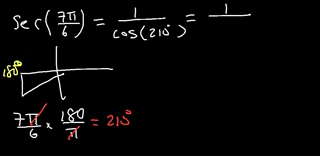 sec(7π/6) = 1/cos(210°) = 1/
180°
7π/6 × 180/π = 210°